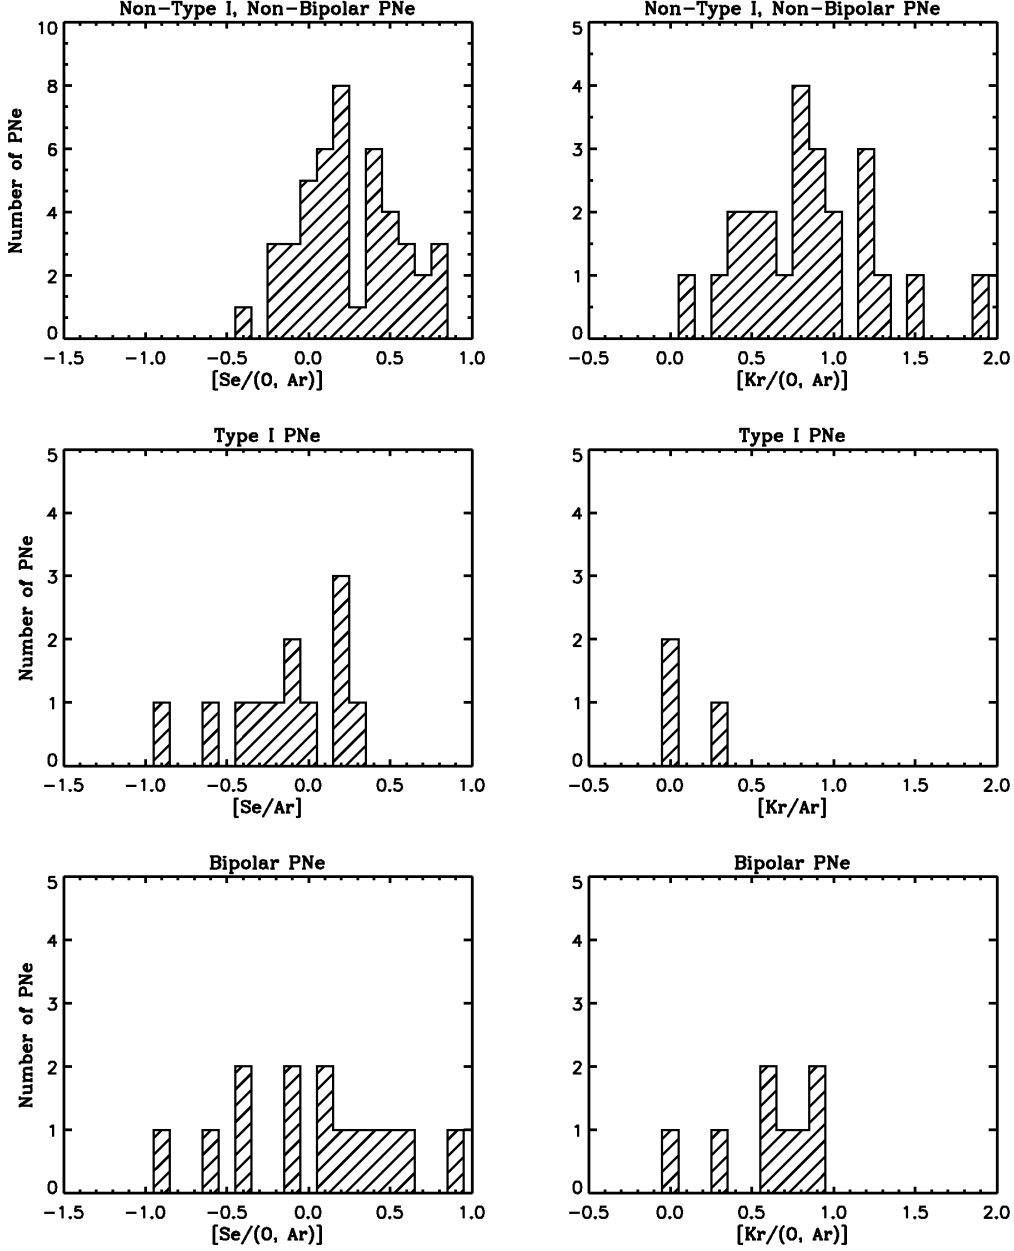 Non-Type I, Non-Bipolar PNe
10
8
6
4
2
0
Number of PNe
-1.5 -1.0 -0.5 0.0 0.5 1.0
[Se/(O, Ar)]
Non-Type I, Non-Bipolar PNe
5
4
3
2
1
0
-0.5 0.0 0.5 1.0 1.5 2.0
[Kr/(O, Ar)]
Type I PNe
5
4
3
2
1
0
Number of PNe
-1.5 -1.0 -0.5 0.0 0.5 1.0
[Se/Ar]
Type I PNe
5
4
3
2
1
0
-0.5 0.0 0.5 1.0 1.5 2.0
[Kr/Ar]
Bipolar PNe
5
4
3
2
1
0
Number of PNe
-1.5 -1.0 -0.5 0.0 0.5 1.0
[Se/(O, Ar)]
Bipolar PNe
5
4
3
2
1
0
-0.5 0.0 0.5 1.0 1.5 2.0
[Kr/(O, Ar)]